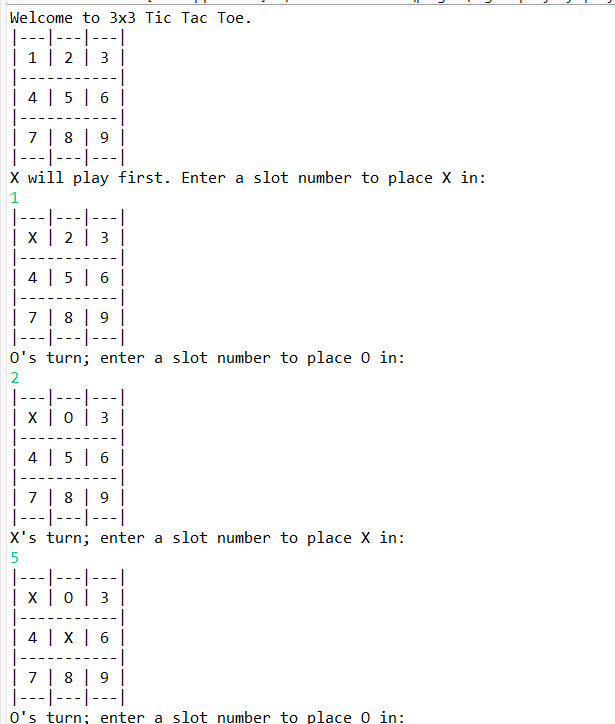 Welcome to 3x3 Tic Tac Toe.
|---|---|---|
| 1 | 2 | 3 |
|-----------|
| 4 | 5 | 6 |
|-----------|
| 7 | 8 | 9 |
|---|---|---|
X will play first. Enter a slot number to place X in:
1
|---|---|---|
| X | 2 | 3 |
|-----------|
| 4 | 5 | 6 |
|-----------|
| 7 | 8 | 9 |
|---|---|---|
O's turn; enter a slot number to place O in:
2
|---|---|---|
| X | O | 3 |
|-----------|
| 4 | 5 | 6 |
|-----------|
| 7 | 8 | 9 |
|---|---|---|
X's turn; enter a slot number to place X in:
5
|---|---|---|
| X | O | 3 |
|-----------|
| 4 | X | 6 |
|-----------|
| 7 | 8 | 9 |
|---|---|---|
O's turn; enter a slot number to place O in: